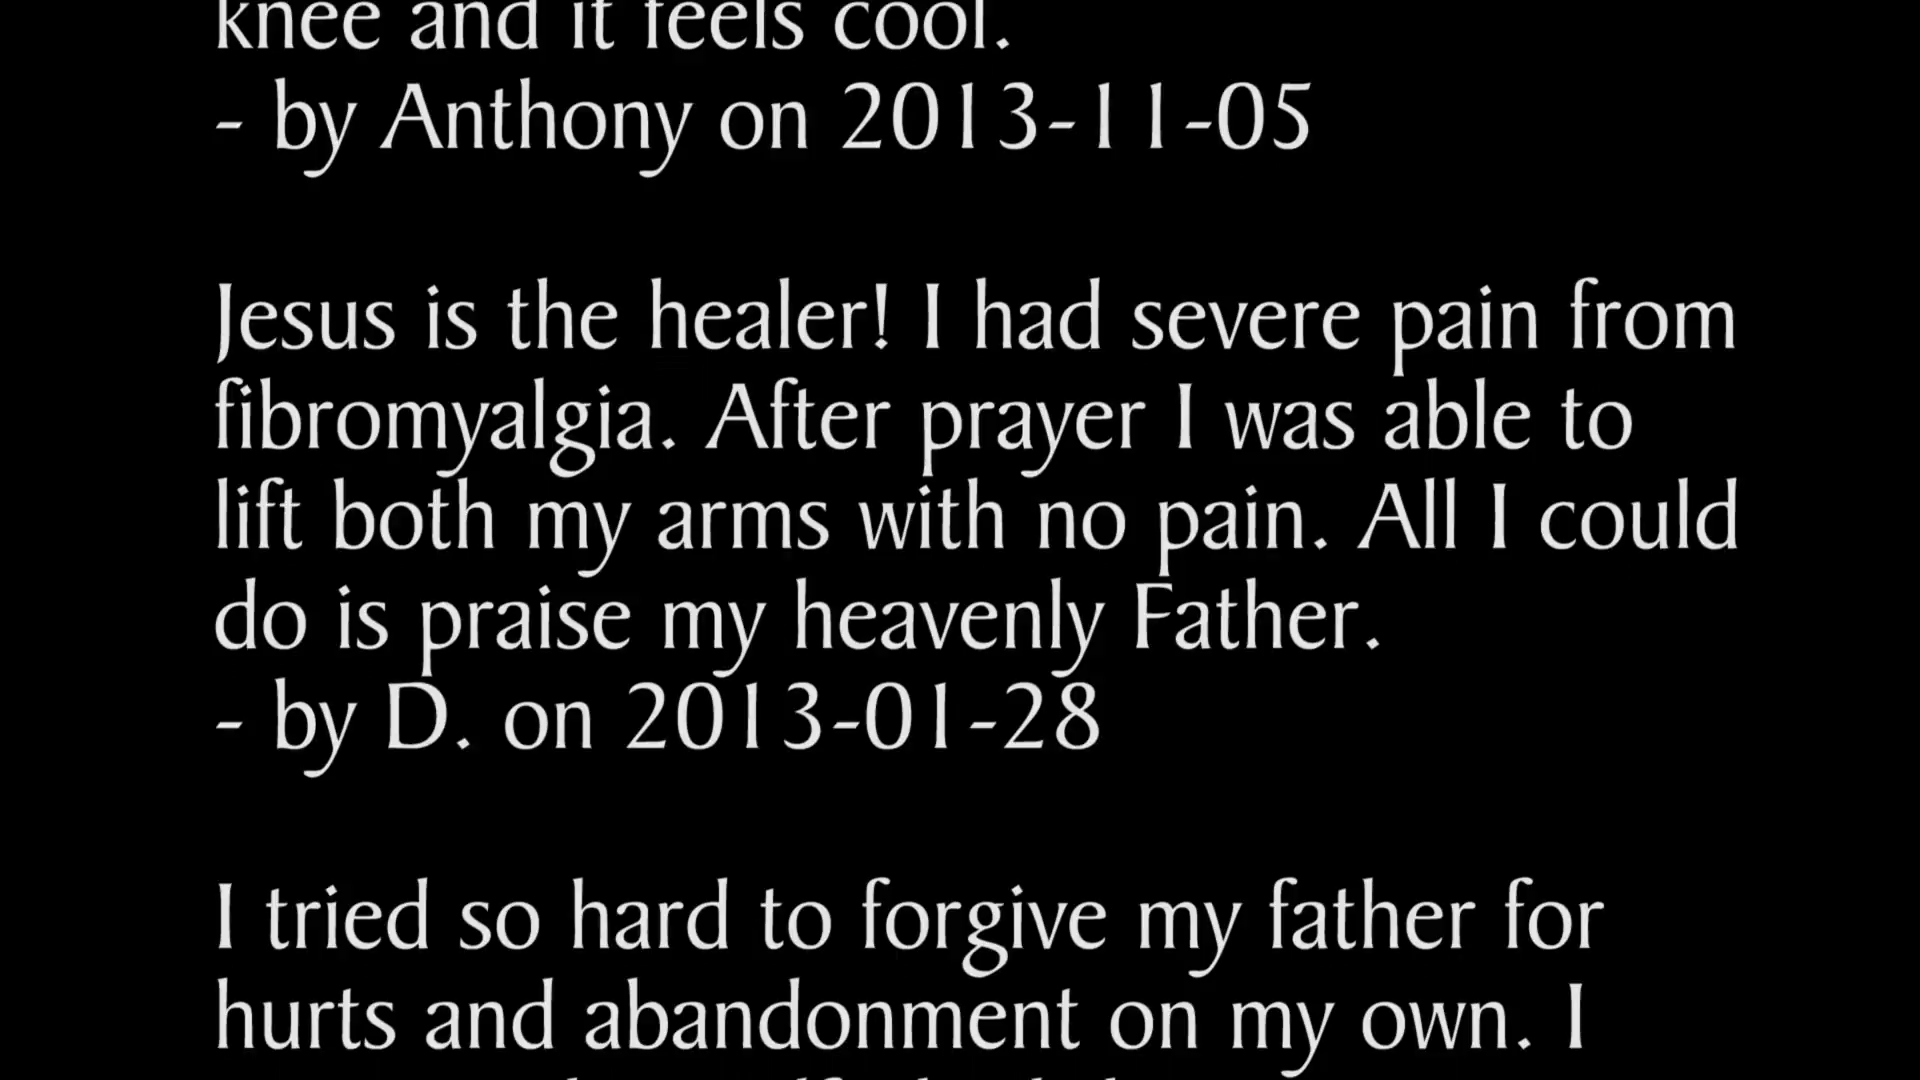 knee and it feels cool.
- by Anthony on 2013-11-05
Jesus is the healer! I had severe pain from
fibromyalgia. After prayer I was able to
lift both my arms with no pain. All I could
do is praise my heavenly Father.
- by D. on 2013-01-28
I tried so hard to forgive my father for
hurts and abandonment on my own. I